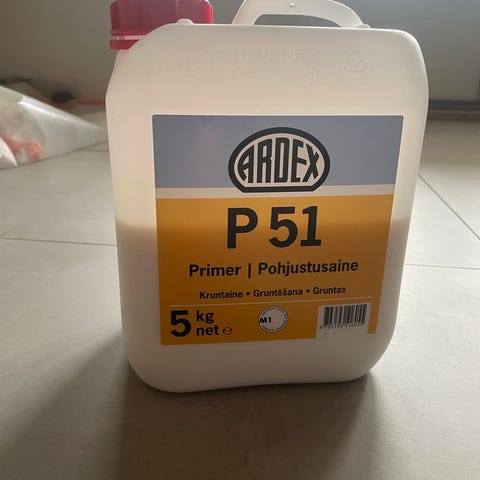 ARDEX
P 51
Primer | Pohjustusaine
Kruntaine • Gruntēšana • Gruntas
5 kg
net e
M1